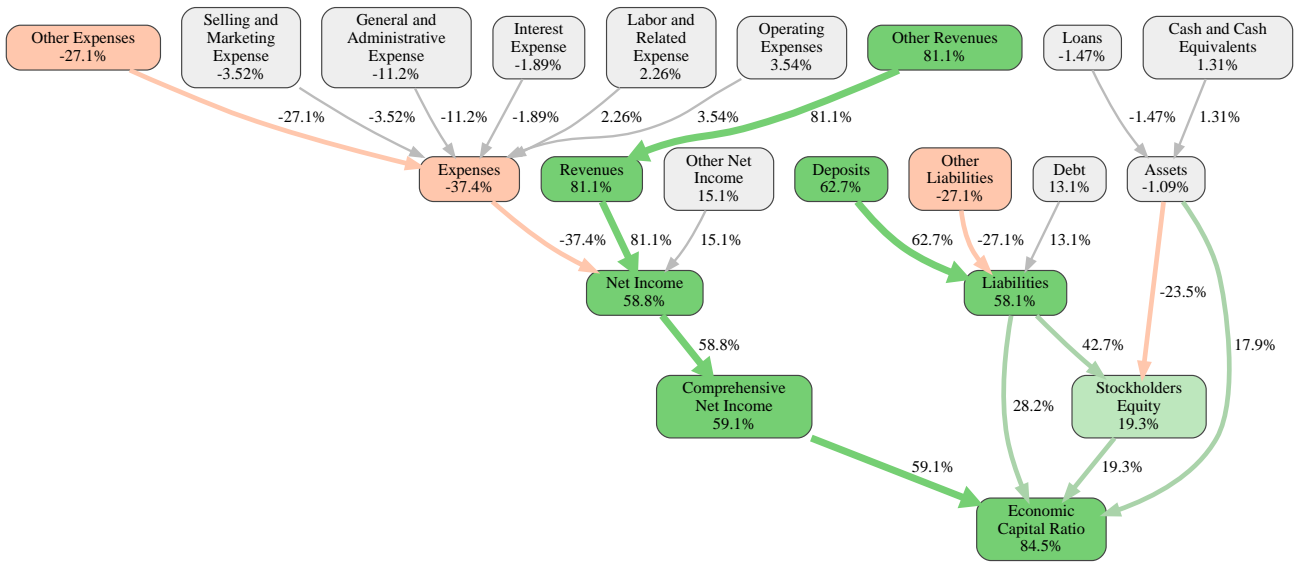 Other Expenses
-27.1%
Selling and
Marketing
Expense
-3.52%
General and
Administrative
Expense
-11.2%
Interest
Expense
-1.89%
Labor and
Related
Expense
2.26%
Operating
Expenses
3.54%
Other Revenues
81.1%
Loans
-1.47%
Cash and Cash
Equivalents
1.31%
-27.1%
-3.52%
-11.2%
-1.89%
2.26%
3.54%
81.1%
-1.47%
1.31%
Expenses
-37.4%
Revenues
81.1%
Other Net
Income
15.1%
Deposits
62.7%
Other
Liabilities
-27.1%
Debt
13.1%
Assets
-1.09%
-37.4%
81.1%
15.1%
62.7%
-27.1%
13.1%
Net Income
58.8%
Liabilities
58.1%
-23.5%
58.8%
42.7%
17.9%
Comprehensive
Net Income
59.1%
28.2%
Stockholders
Equity
19.3%
59.1%
19.3%
Economic
Capital Ratio
84.5%